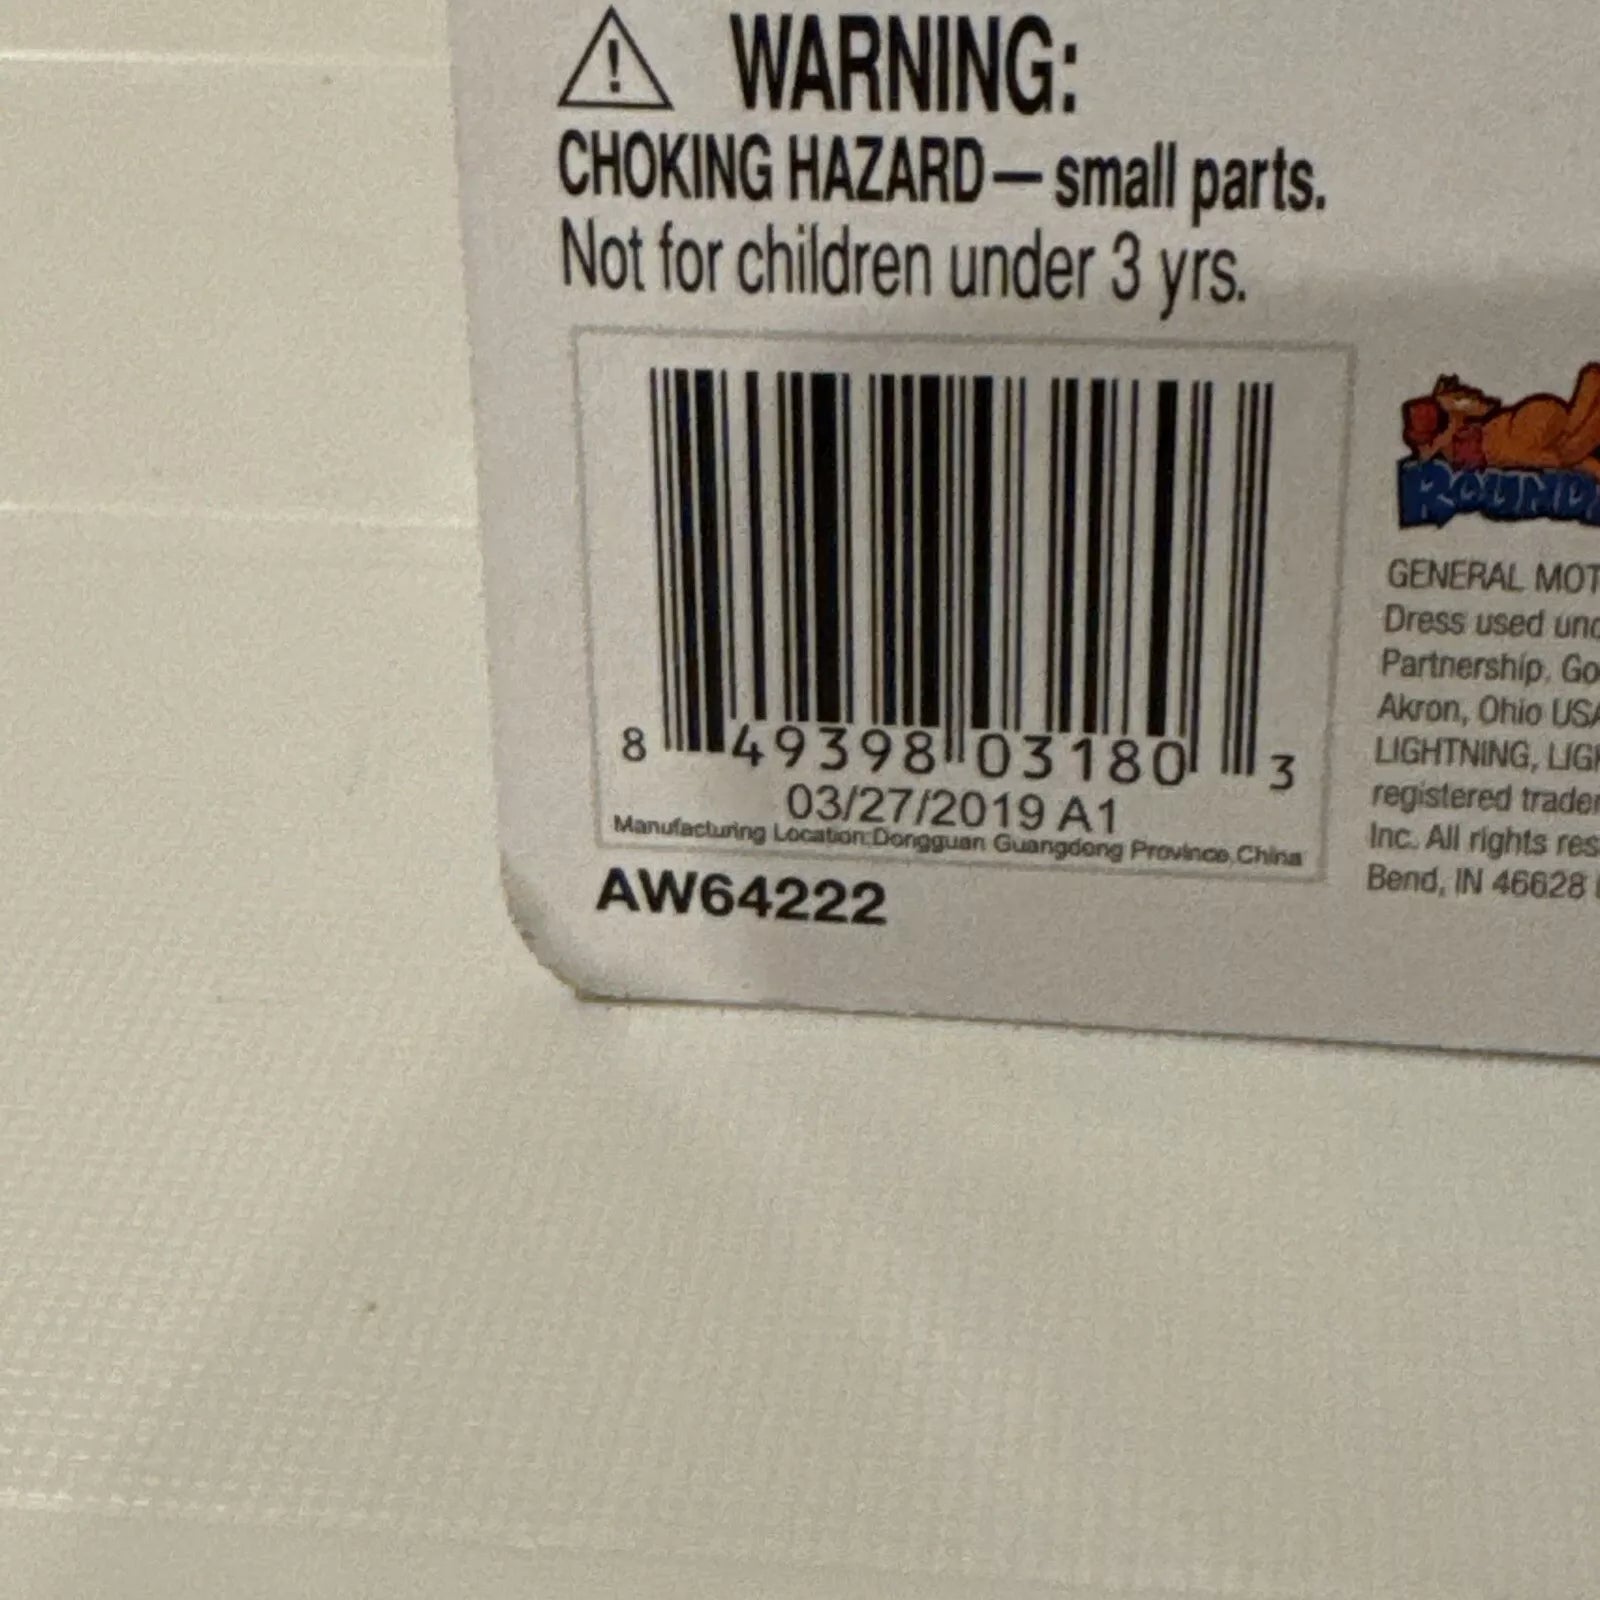 WARNING:
CHOKING HAZARD — small parts.
Not for children under 3 yrs.
8 49398 03180 3
03/27/2019 A1
Manufacturing Location:Dongguan Guangdong Province,China
AW64222
ROUND
GENERAL MOT
Dress used und
Partnership, Go
Akron, Ohio USA
LIGHTNING, LIGH
registered trader
Inc. All rights res
Bend, IN 46628